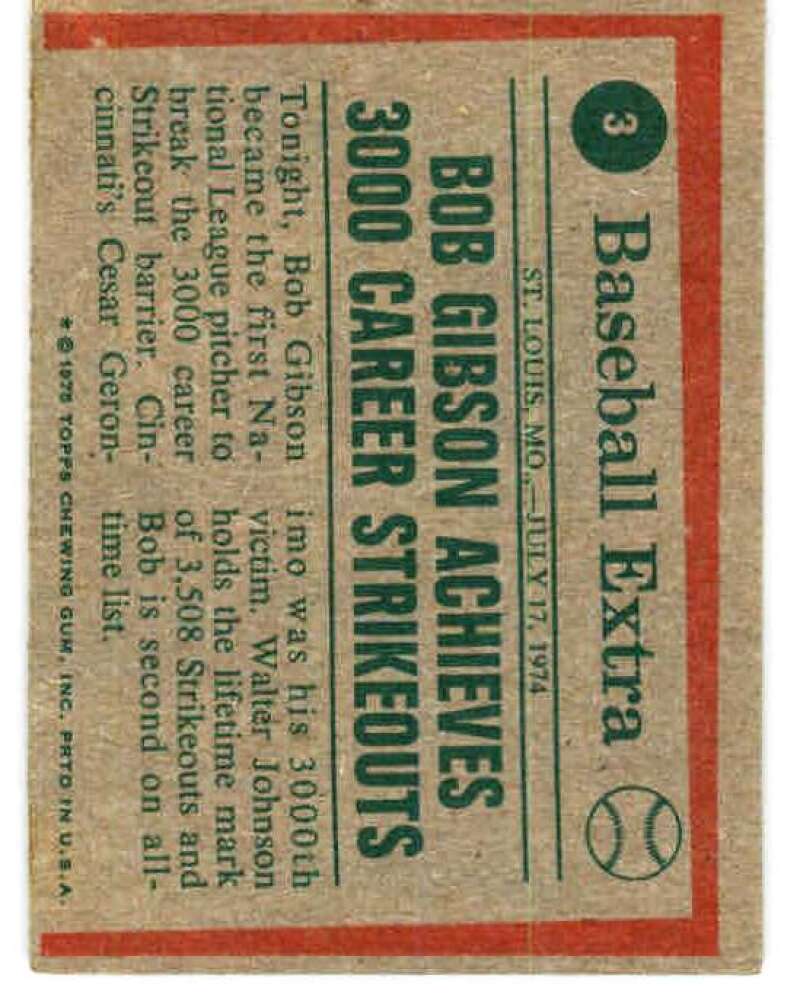 3 Baseball Extra
ST. LOUIS, MO.,—JULY 17, 1974
BOB GIBSON ACHIEVES
3000 CAREER STRIKEOUTS
Tonight, Bob Gibson
became the first Na-
tional League pitcher to
break the 3000 career
Strikeout barrier. Cin-
cinnati's Cesar Geron-
imo was his 3000th
victim. Walter Johnson
holds the lifetime mark
of 3,508 Strikeouts and
Bob is second on all-
time list.
* © 1975 TOPPS CHEWING GUM, INC. PRTD IN U.S.A.